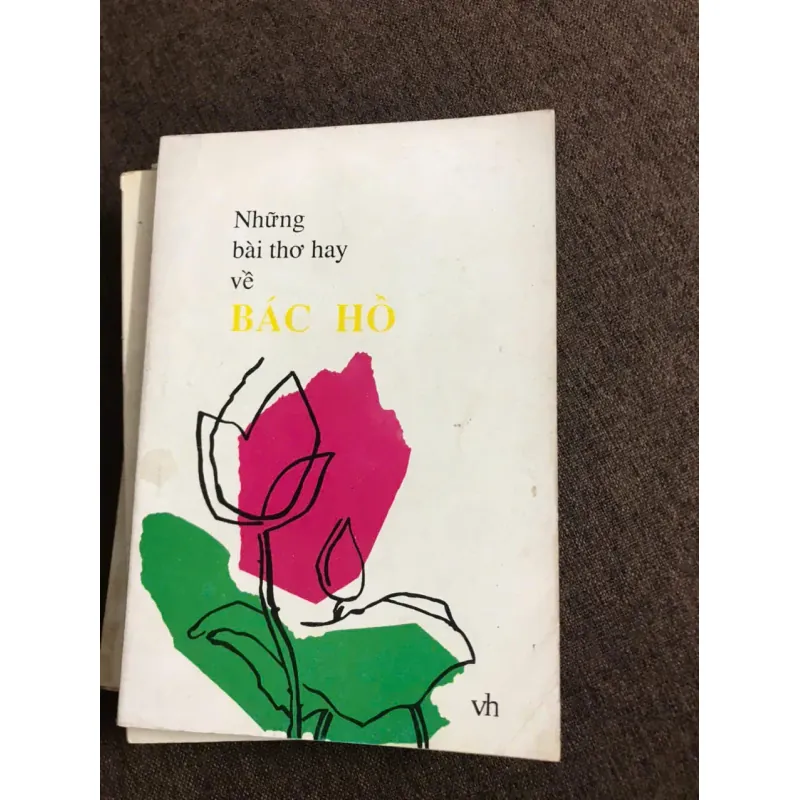 Những
bài thơ hay
về
BÁC HỒ
vh